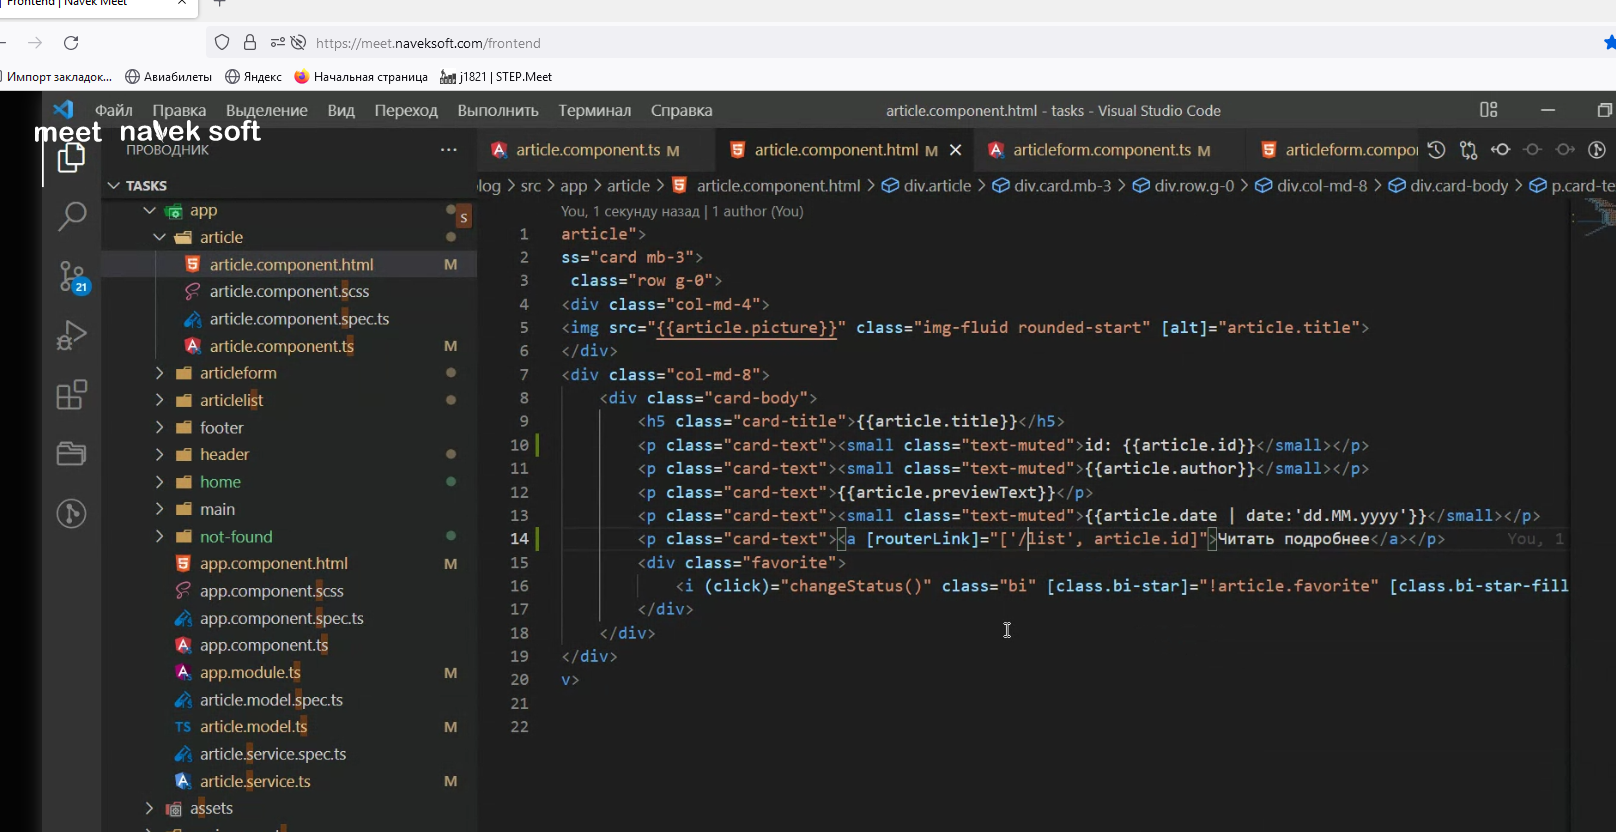 Frontend | Navek Meet
https://meet.naveksoft.com/frontend
Импорт закладок... Авиабилеты Яндекс Начальная страница j1821 | STEP.Meet
Файл Правка Выделение Вид Переход Выполнить Терминал Справка article.component.html - tasks - Visual Studio Code
meet navek soft
ПРОВОДНИК ...
article.component.ts M article.component.html M articleform.component.ts M articleform.compo
TASKS
log > src > app > article > article.component.html > div.article > div.card.mb-3 > div.row.g-0 > div.col-md-8 > div.card-body > p.card-te
app
S
article
article.component.html M
article.component.scss
article.component.spec.ts
article.component.ts M
articleform
articlelist
footer
header
home
main
not-found
app.component.html M
app.component.scss
app.component.spec.ts
app.component.ts
app.module.ts M
article.model.spec.ts
TS article.model.ts M
article.service.spec.ts
article.service.ts M
assets
21
You, 1 секунду назад | 1 author (You)
1 article">
2 ss="card mb-3">
3 class="row g-0">
4 <div class="col-md-4">
5 <img src="{{article.picture}}" class="img-fluid rounded-start" [alt]="article.title">
6 </div>
7 <div class="col-md-8">
8 <div class="card-body">
9 <h5 class="card-title">{{article.title}}</h5>
10 <p class="card-text"><small class="text-muted">id: {{article.id}}</small></p>
11 <p class="card-text"><small class="text-muted">{{article.author}}</small></p>
12 <p class="card-text">{{article.previewText}}</p>
13 <p class="card-text"><small class="text-muted">{{article.date | date:'dd.MM.yyyy'}}</small></p>
14 <p class="card-text"><a [routerLink]="['/list', article.id]">Читать подробнее</a></p> You, 1
15 <div class="favorite">
16 <i (click)="changeStatus()" class="bi" [class.bi-star]="!article.favorite" [class.bi-star-fill
17 </div>
18 </div>
19 </div>
20 v>
21
22